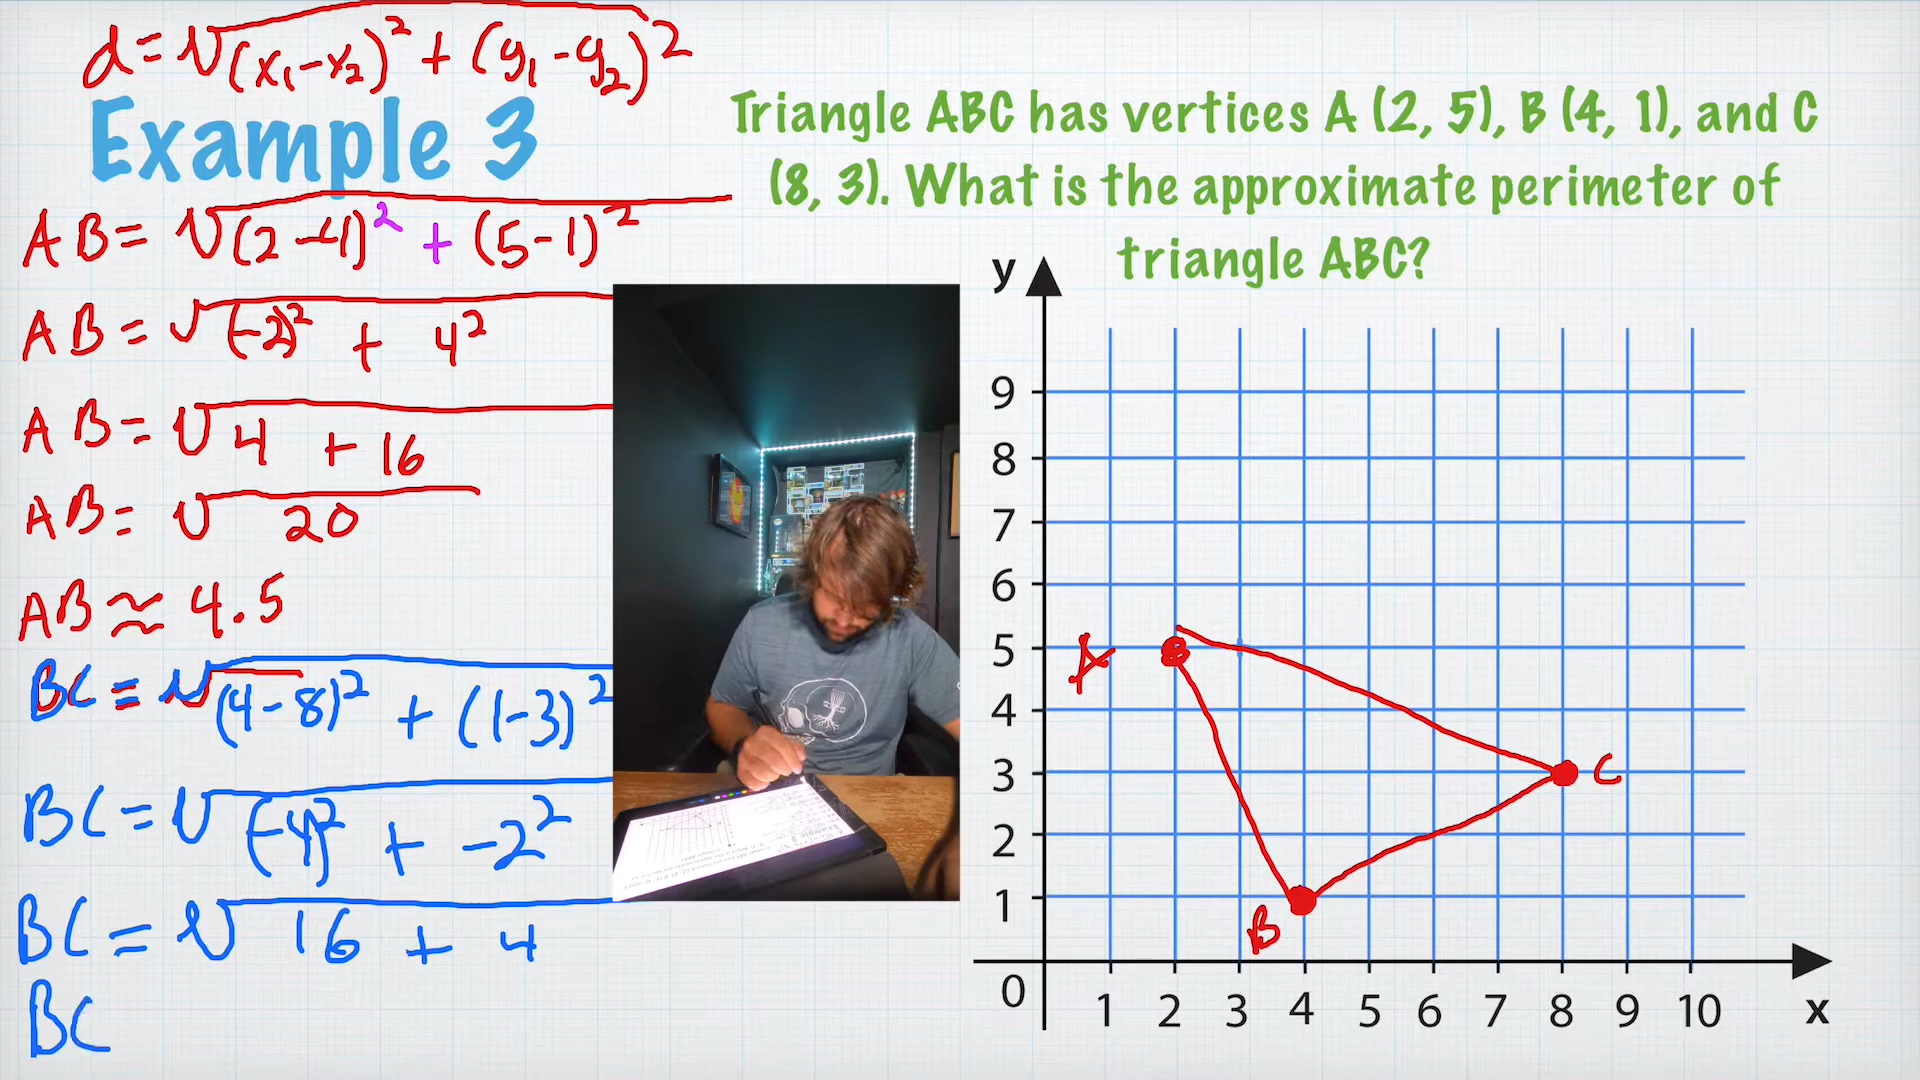 d=√(x₁-x₂)²+(y₁-y₂)²
Example 3
Triangle ABC has vertices A (2, 5), B (4, 1), and C
(8, 3). What is the approximate perimeter of
triangle ABC?
AB=√(2-4)²+(5-1)²
AB=√(-2)²+4²
AB=√4+16
AB=√20
AB≈4.5
BC=√(4-8)²+(1-3)²
BC=√(-4)²+-2²
BC=√16+4
BC
y
9
8
7
6
5
4
3
2
1
0
A
B
C
1 2 3 4 5 6 7 8 9 10 x